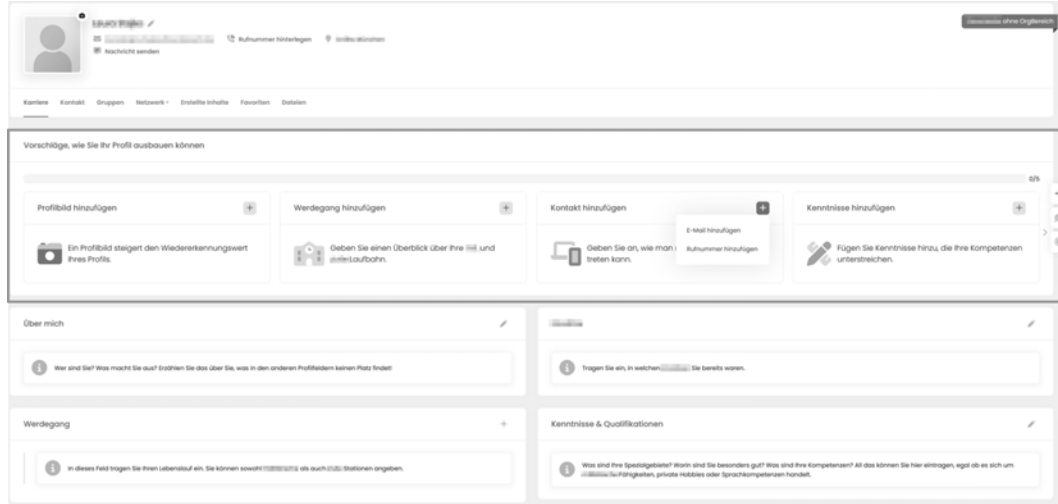 ohne OrgBereich
Rufnummer hinterlegen
Nachricht senden
Karriere Kontakt Gruppen Netzwerk Erstellte Inhalte Favoriten Dateien
Vorschläge, wie Sie Ihr Profil ausbauen können
0/5
Profilbild hinzufügen
Ein Profilbild steigert den Wiedererkennungswert
Ihres Profils.
Werdegang hinzufügen
Geben Sie einen Überblick über Ihre und
Laufbahn.
Kontakt hinzufügen
E-Mail hinzufügen
Rufnummer hinzufügen
Geben Sie an, wie man
treten kann.
Kenntnisse hinzufügen
Fügen Sie Kenntnisse hinzu, die Ihre Kompetenzen
unterstreichen.
Über mich
Wer sind Sie? Was macht Sie aus? Erzählen Sie das über Sie, was in den anderen Profilfeldern keinen Platz findet!
Tragen Sie ein, in welchen Sie bereits waren.
Werdegang
In dieses Feld tragen Sie Ihren Lebenslauf ein. Sie können sowohl als auch Stationen angeben.
Kenntnisse & Qualifikationen
Was sind Ihre Spezialgebiete? Worin sind Sie besonders gut? Was sind Ihre Kompetenzen? All das können Sie hier eintragen, egal ob es sich um
Fähigkeiten, private Hobbies oder Sprachkompetenzen handelt.